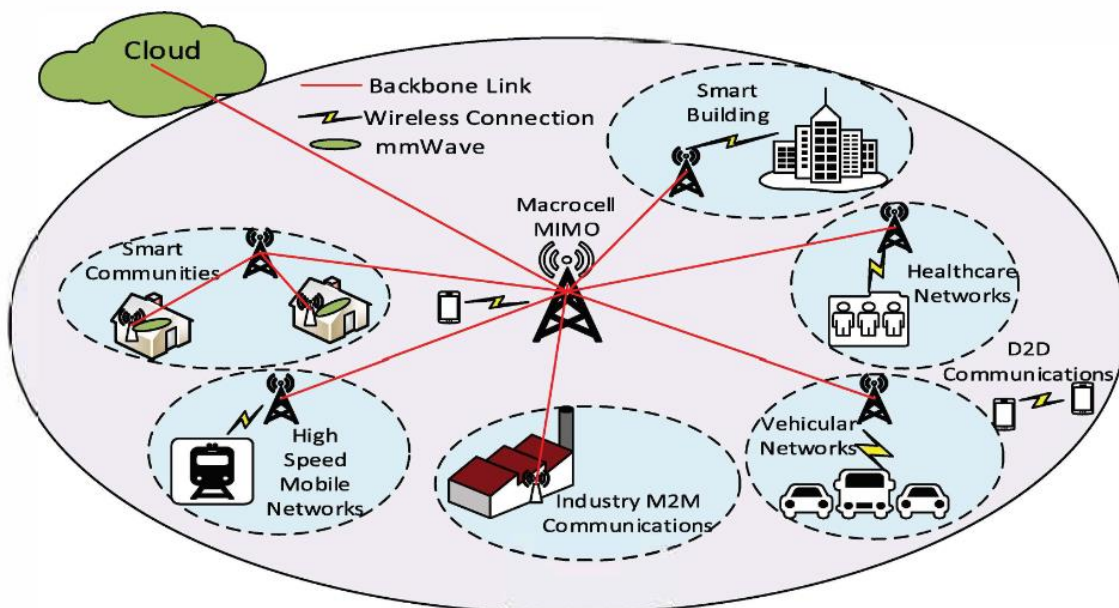 Cloud
Backbone Link
Wireless Connection
mmWave
Smart
Building
Macrocell
MIMO
Smart
Communities
Healthcare
Networks
D2D
Communications
High
Speed
Mobile
Networks
Industry M2M
Communications
Vehicular
Networks